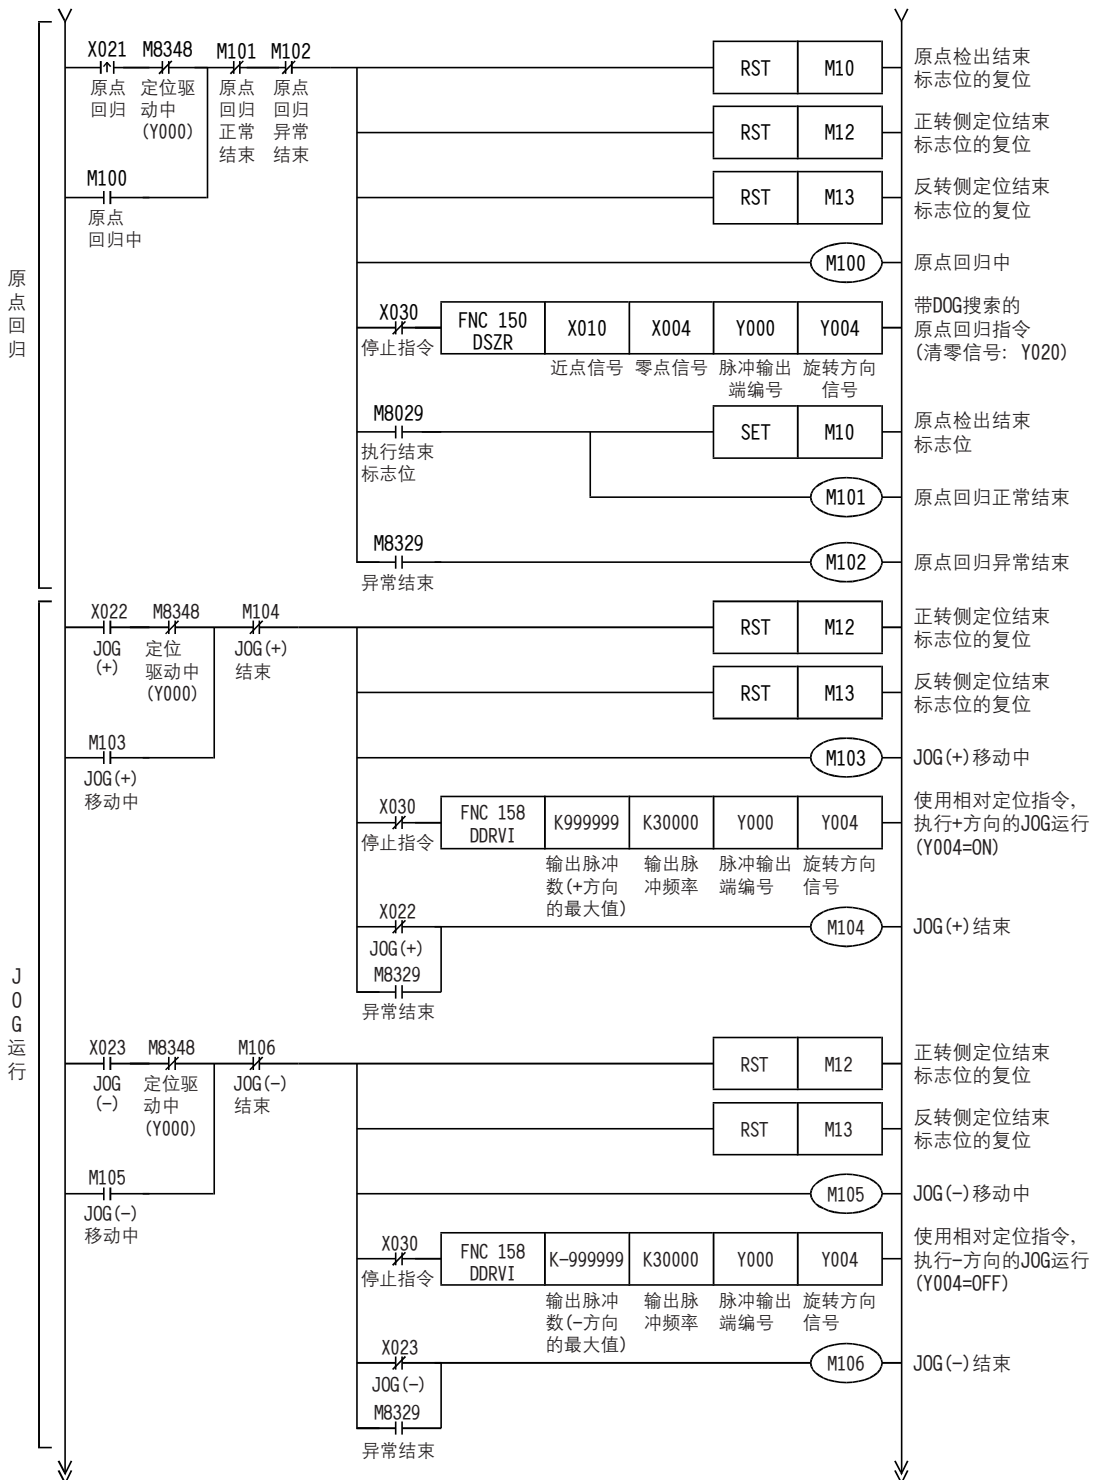 原点回归
X021 M8348 M101 M102
原点 定位驱 原点 原点
回归 动中 回归 回归
(Y000) 正常 异常
结束 结束
RST M10
原点检出结束
标志位的复位
RST M12
正转侧定位结束
标志位的复位
M100
原点
回归中
RST M13
反转侧定位结束
标志位的复位
M100
原点回归中
X030
停止指令
FNC 150
DSZR
X010 X004 Y000 Y004
近点信号 零点信号 脉冲输出 旋转方向
端编号 信号
带DOG搜索的
原点回归指令
(清零信号: Y020)
M8029
执行结束
标志位
SET M10
原点检出结束
标志位
M101
原点回归正常结束
M8329
异常结束
M102
原点回归异常结束
JOG运行
X022 M8348 M104
JOG 定位 JOG(+)
(+) 驱动中 结束
(Y000)
RST M12
正转侧定位结束
标志位的复位
RST M13
反转侧定位结束
标志位的复位
M103
JOG(+)
移动中
M103
JOG(+)移动中
X030
停止指令
FNC 158
DDRVI
K999999 K30000 Y000 Y004
输出脉冲 输出脉 脉冲输出 旋转方向
数(+方向 冲频率 端编号 信号
的最大值)
使用相对定位指令,
执行+方向的JOG运行
(Y004=ON)
X022
JOG(+)
M8329
异常结束
M104
JOG(+)结束
X023 M8348 M106
JOG 定位驱 JOG(-)
(-) 动中 结束
(Y000)
RST M12
正转侧定位结束
标志位的复位
RST M13
反转侧定位结束
标志位的复位
M105
JOG(-)
移动中
M105
JOG(-)移动中
X030
停止指令
FNC 158
DDRVI
K-999999 K30000 Y000 Y004
输出脉冲 输出脉 脉冲输出 旋转方向
数(-方向 冲频率 端编号 信号
的最大值)
使用相对定位指令,
执行-方向的JOG运行
(Y004=OFF)
X023
JOG(-)
M8329
异常结束
M106
JOG(-)结束